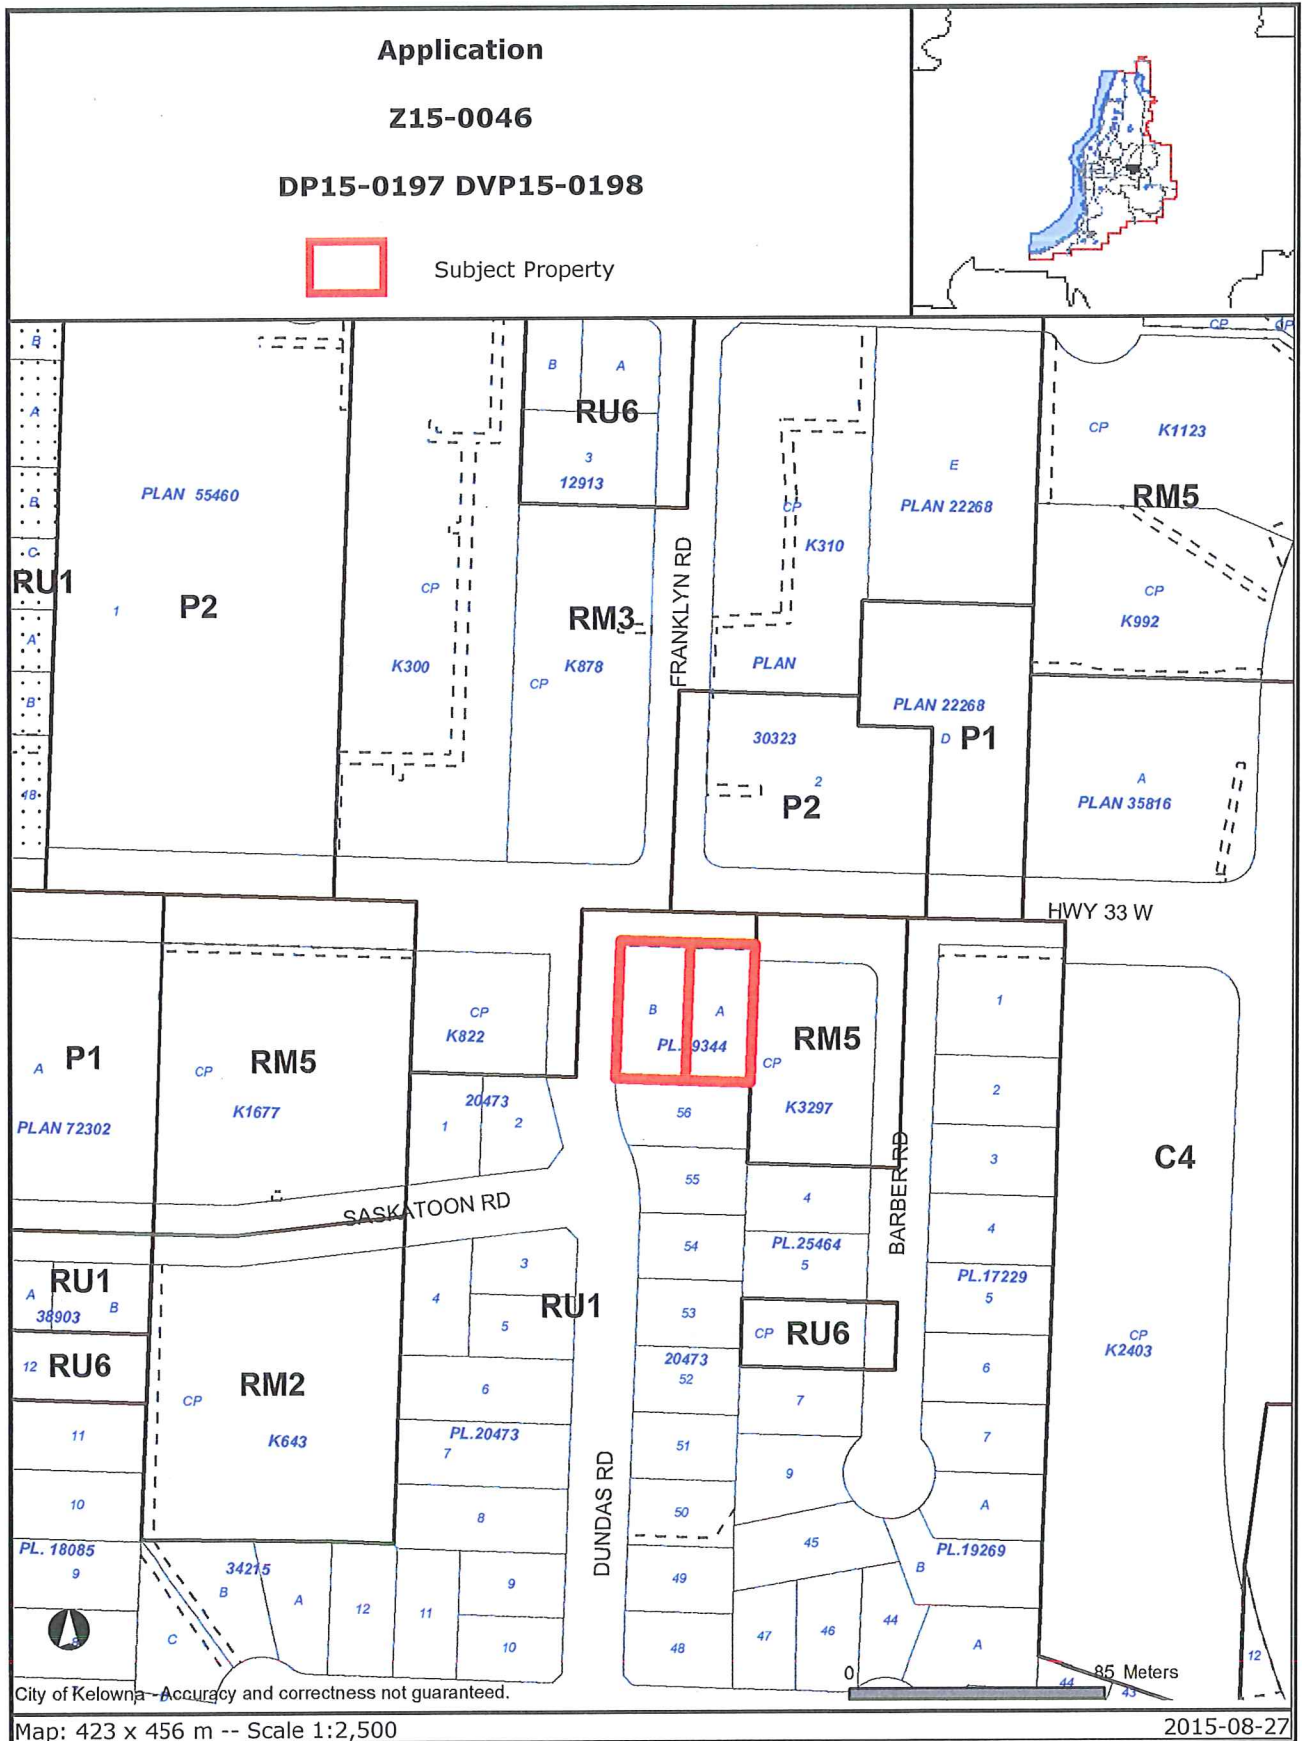 Application
Z15-0046
DP15-0197 DVP15-0198
Subject Property
B
A
B
C
RU1
A
B
18
PLAN 55460
1
P2
CP
K300
B
A
RU6
3
12913
RM3
K878
CP
FRANKLYN RD
CP
K310
PLAN
E
PLAN 22268
30323
2
P2
PLAN 22268
D
P1
CP
CP
CP
K1123
RM5
CP
K992
A
PLAN 35816
HWY 33 W
A
P1
PLAN 72302
CP
RM5
K1677
CP
K822
20473
1
2
SASKATOON RD
B
A
PL. 9344
CP
RM5
K3297
BARBER RD
56
55
54
53
20473
52
51
50
49
48
4
PL.25464
5
CP
RU6
7
9
45
47
46
44
1
2
3
4
PL.17229
5
6
7
A
PL.19269
B
A
C4
CP
K2403
12
44
43
A
RU1
B
38903
12
RU6
11
10
PL. 18085
9
8
CP
RM2
K643
3
4
5
RU1
6
PL.20473
7
8
9
10
34215
B
A
12
11
C
DUNDAS RD
0
85 Meters
City of Kelowna - Accuracy and correctness not guaranteed.
Map: 423 x 456 m -- Scale 1:2,500
2015-08-27